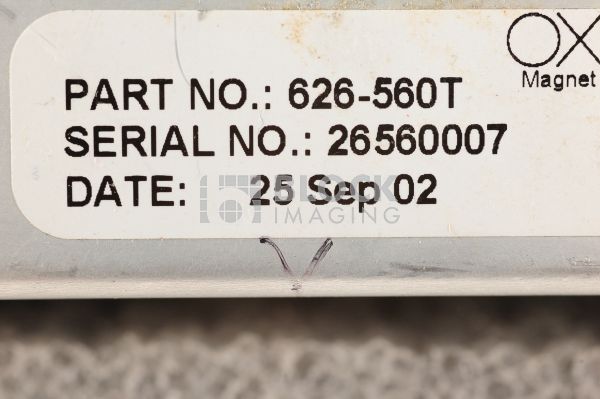 OX
Magnet
PART NO.: 626-560T
SERIAL NO.: 26560007
DATE: 25 Sep 02
BLOCK
IMAGING